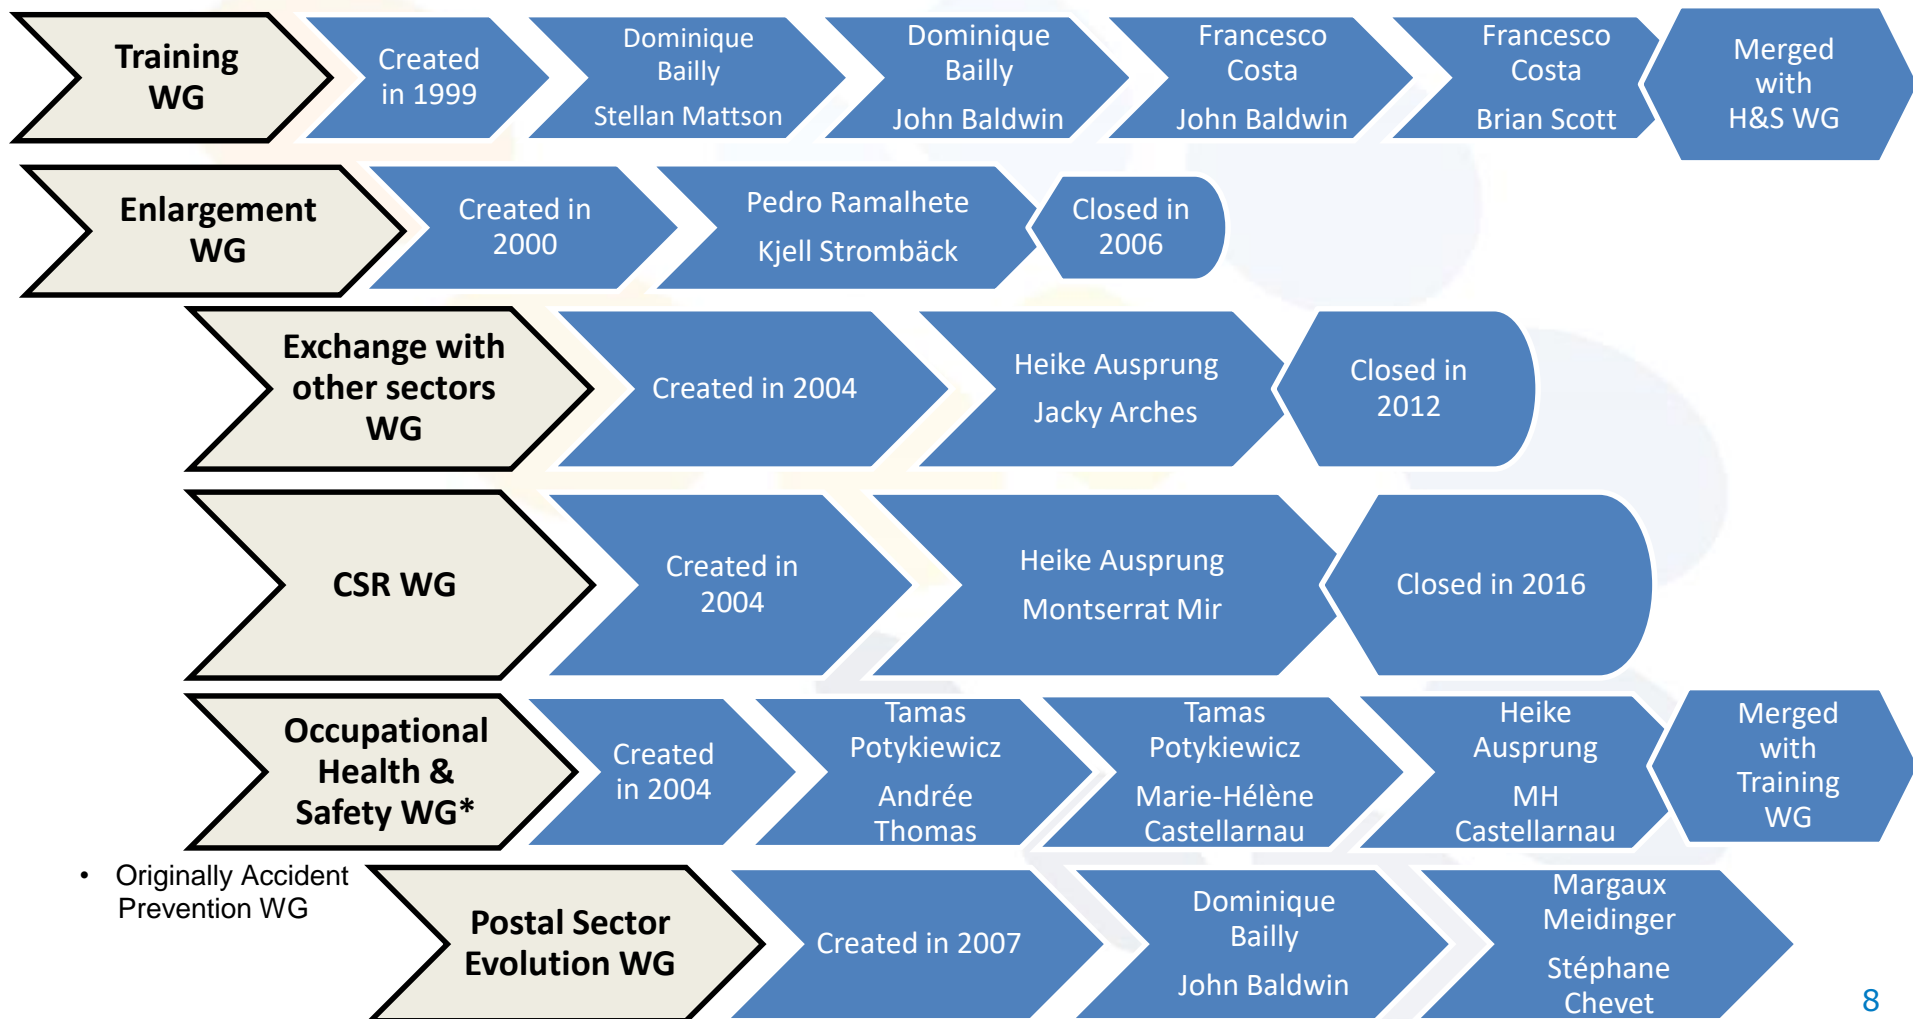 Training
WG
Created
in 1999
Dominique
Bailly
Stellan Mattson
Dominique
Bailly
John Baldwin
Francesco
Costa
John Baldwin
Francesco
Costa
Brian Scott
Merged
with
H&S WG
Enlargement
WG
Created in
2000
Pedro Ramalhete
Kjell Strombäck
Closed in
2006
Exchange with
other sectors
WG
Created in 2004
Heike Ausprung
Jacky Arches
Closed in
2012
CSR WG
Created in
2004
Heike Ausprung
Montserrat Mir
Closed in 2016
Occupational
Health &
Safety WG*
Created
in 2004
Tamas
Potykiewicz
Andrée
Thomas
Tamas
Potykiewicz
Marie-Hélène
Castellarnau
Heike
Ausprung
MH
Castellarnau
Merged
with
Training
WG
• Originally Accident
Prevention WG
Postal Sector
Evolution WG
Created in 2007
Dominique
Bailly
John Baldwin
Margaux
Meidinger
Stéphane
Chevet
8